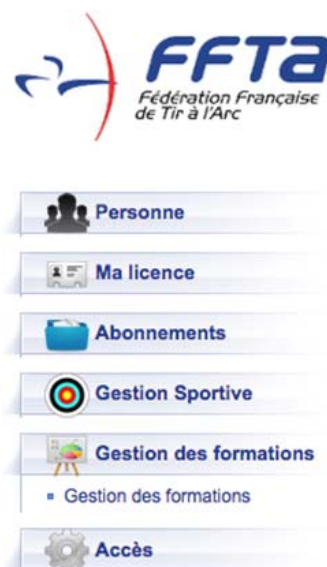 FFTa
Fédération Française
de Tir à l'Arc
Personne
Ma licence
Abonnements
Gestion Sportive
Gestion des formations
Gestion des formations
Accès